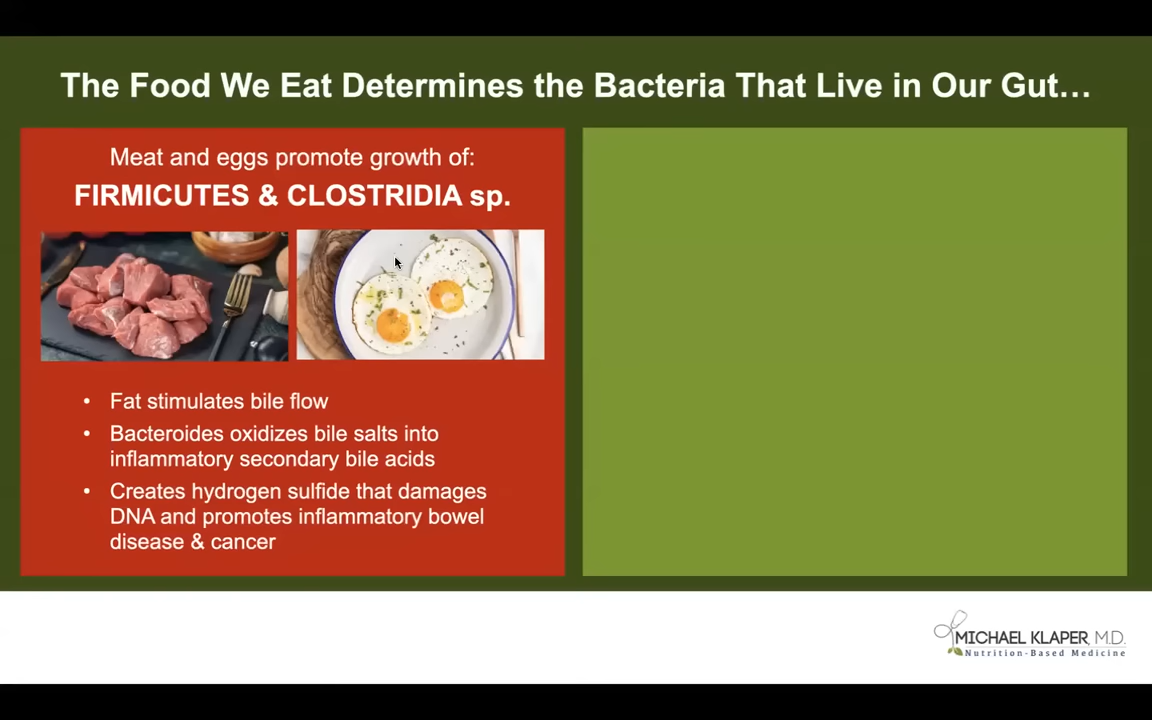 The Food We Eat Determines the Bacteria That Live in Our Gut...
Meat and eggs promote growth of:
FIRMICUTES & CLOSTRIDIA sp.
• Fat stimulates bile flow
• Bacteroides oxidizes bile salts into
inflammatory secondary bile acids
• Creates hydrogen sulfide that damages
DNA and promotes inflammatory bowel
disease & cancer
MICHAEL KLAPER, M.D.
Nutrition-Based Medicine